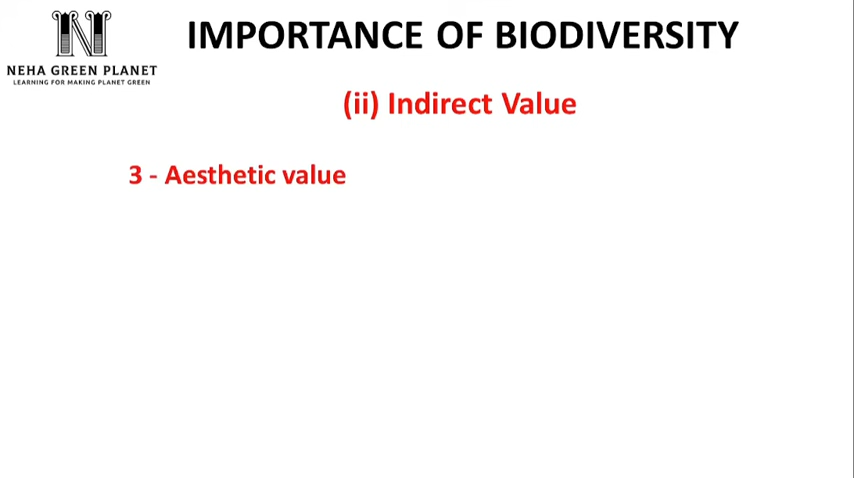 IMPORTANCE OF BIODIVERSITY
N
NEHA GREEN PLANET
LEARNING FOR MAKING PLANET GREEN
(ii) Indirect Value
3 - Aesthetic value